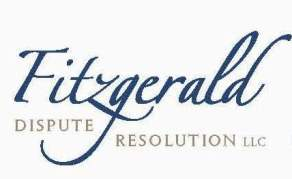 Fitzgerald
DISPUTE
RESOLUTION LLC